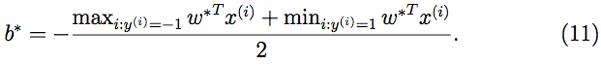 b* = − (max_{i:y^{(i)}=−1} w*^T x^{(i)} + min_{i:y^{(i)}=1} w*^T x^{(i)}) / 2 . (11)